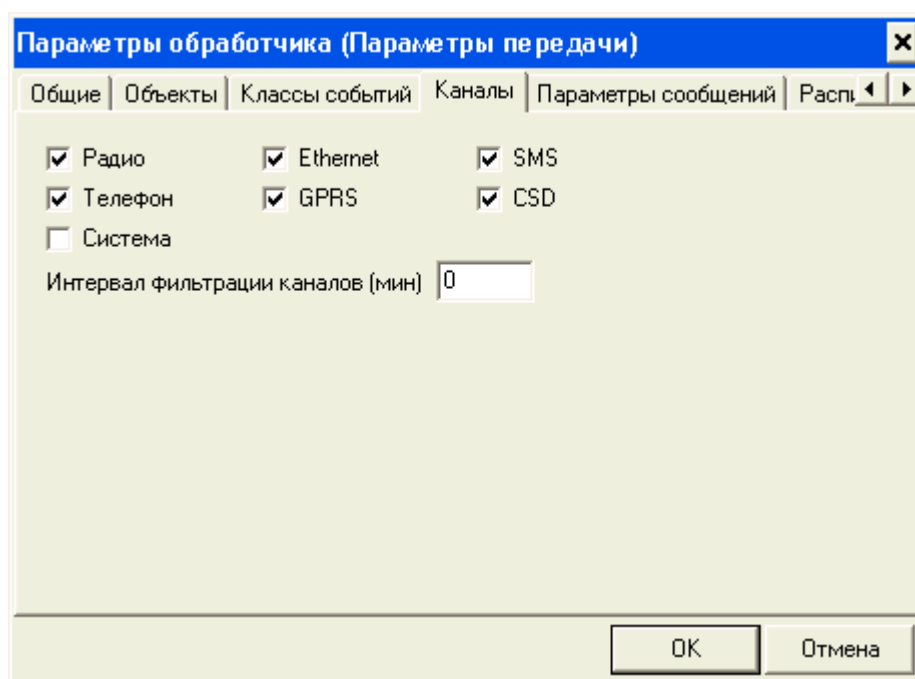 Параметры обработчика (Параметры передачи)
Общие Объекты Классы событий Каналы Параметры сообщений
Радио Ethernet SMS
Телефон GPRS CSD
Система
Интервал фильтрации каналов (мин) 0
OK Отмена